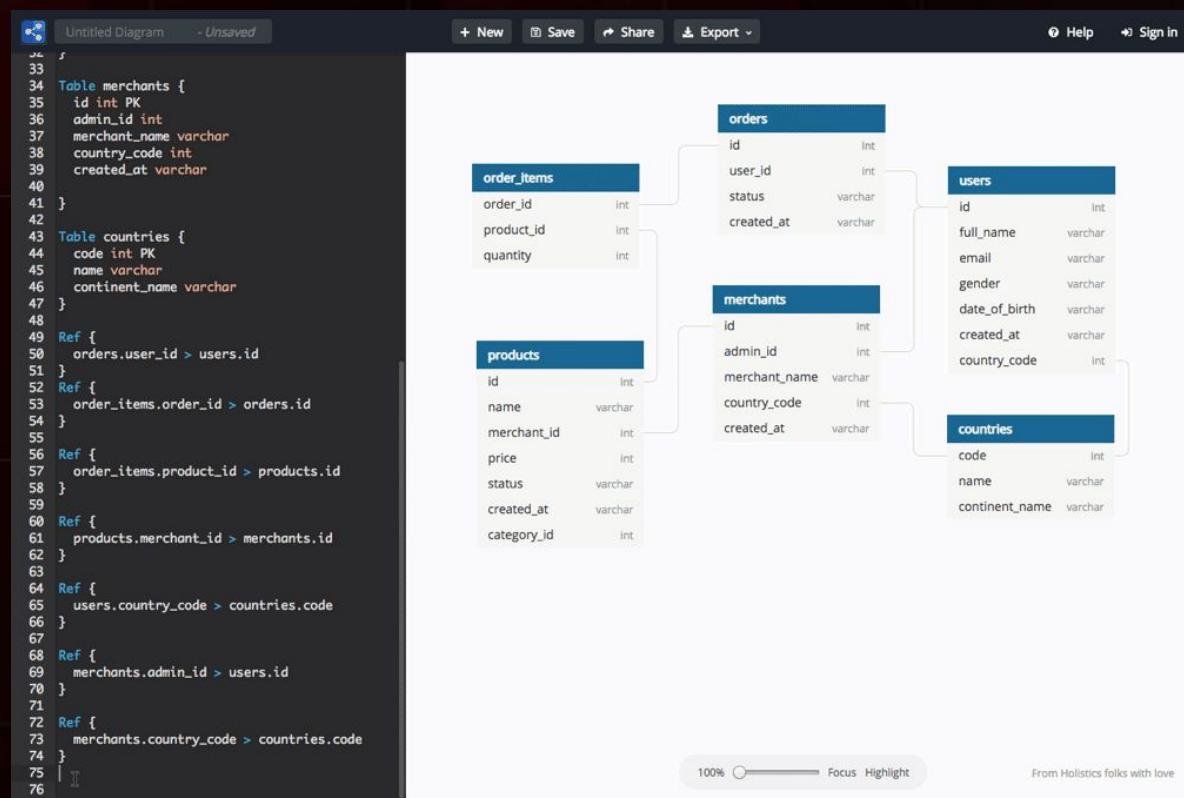 Untitled Diagram - Unsaved
+ New
Save
Share
Export
Help
Sign in
32 }
33
34 Table merchants {
35 id int PK
36 admin_id int
37 merchant_name varchar
38 country_code int
39 created_at varchar
40
41 }
42
43 Table countries {
44 code int PK
45 name varchar
46 continent_name varchar
47 }
48
49 Ref {
50 orders.user_id > users.id
51 }
52 Ref {
53 order_items.order_id > orders.id
54 }
55
56 Ref {
57 order_items.product_id > products.id
58 }
59
60 Ref {
61 products.merchant_id > merchants.id
62 }
63
64 Ref {
65 users.country_code > countries.code
66 }
67
68 Ref {
69 merchants.admin_id > users.id
70 }
71
72 Ref {
73 merchants.country_code > countries.code
74 }
75
76
order_items
order_id int
product_id int
quantity int
products
id int
name varchar
merchant_id int
price int
status varchar
created_at varchar
category_id int
orders
id int
user_id int
status varchar
created_at varchar
merchants
id int
admin_id int
merchant_name varchar
country_code int
created_at varchar
users
id int
full_name varchar
email varchar
gender varchar
date_of_birth varchar
created_at varchar
country_code int
countries
code int
name varchar
continent_name varchar
100% Focus Highlight
From Holistics folks with love